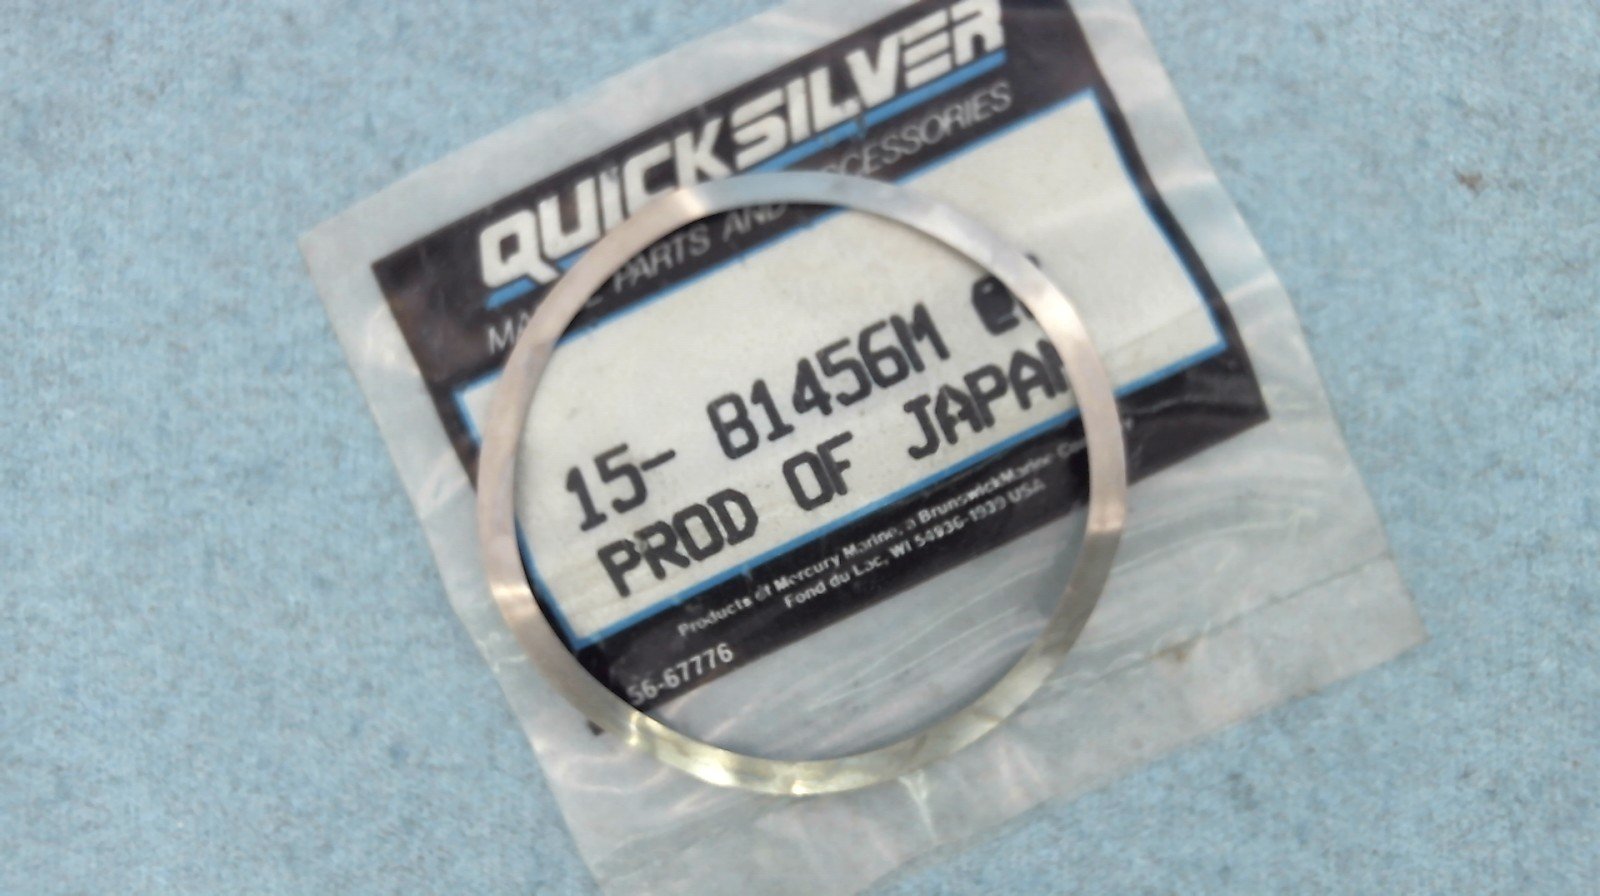 QUICKSILVER
PARTS AND ACCESSORIES
15- 81456M
PROD OF JAPAN
Products of Mercury Marine, a Brunswick Marine Company
Fond du Lac, WI 54936-1939 USA
56-67776